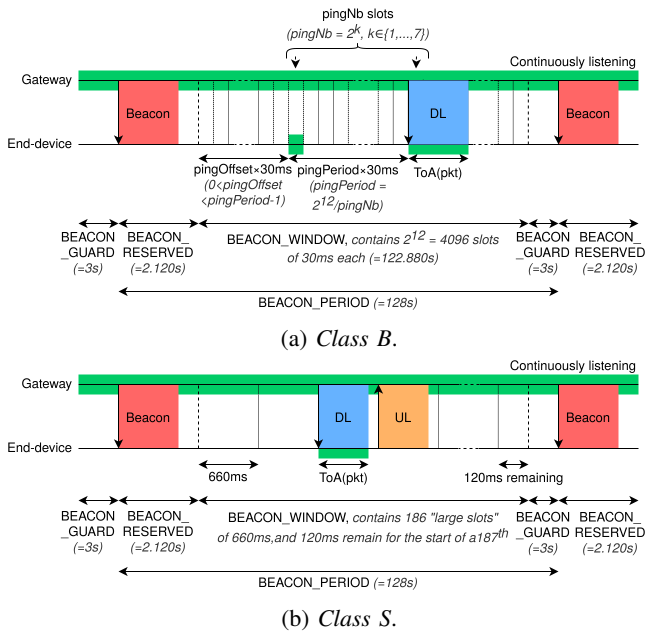 pingNb slots
(pingNb = 2^k, k∈{1,...,7})
Continuously listening
Gateway
Beacon
DL
Beacon
End-device
pingOffset×30ms
(0<pingOffset
<pingPeriod-1)
pingPeriod×30ms
(pingPeriod =
2^12/pingNb)
ToA(pkt)
BEACON
_GUARD
(=3s)
BEACON_
RESERVED
(=2.120s)
BEACON_WINDOW, contains 2^12 = 4096 slots
of 30ms each (=122.880s)
BEACON
_GUARD
(=3s)
BEACON_
RESERVED
(=2.120s)
BEACON_PERIOD (=128s)
(a) Class B.
Continuously listening
Gateway
Beacon
DL
UL
Beacon
End-device
660ms
ToA(pkt)
120ms remaining
BEACON
_GUARD
(=3s)
BEACON_
RESERVED
(=2.120s)
BEACON_WINDOW, contains 186 "large slots"
of 660ms,and 120ms remain for the start of a187^th
BEACON
_GUARD
(=3s)
BEACON_
RESERVED
(=2.120s)
BEACON_PERIOD (=128s)
(b) Class S.